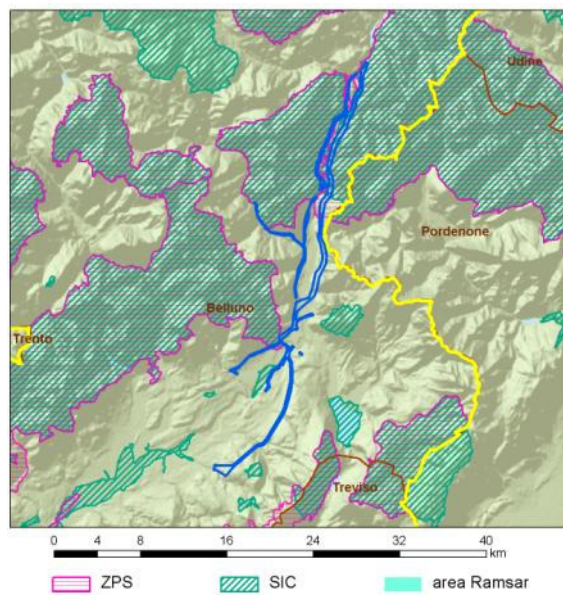 Udine
Pordenone
Belluno
Trento
Treviso
0 4 8 16 24 32 40
km
ZPS SIC area Ramsar